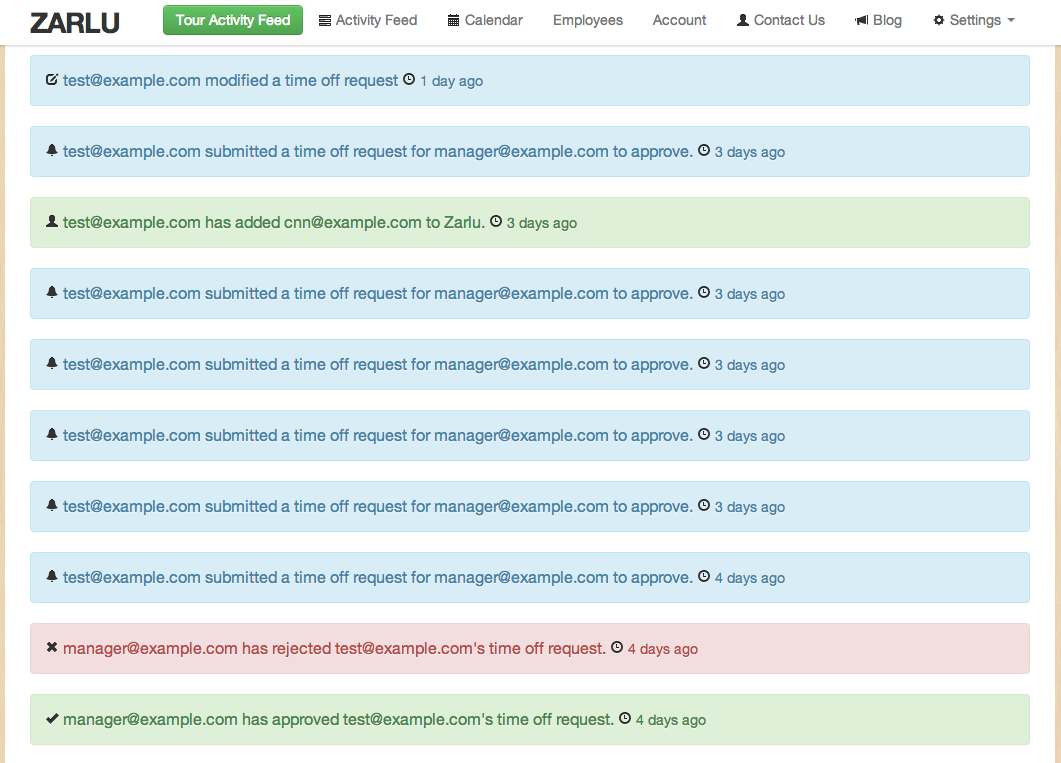 ZARLU Tour Activity Feed Activity Feed Calendar Employees Account Contact Us Blog Settings
test@example.com modified a time off request 1 day ago
test@example.com submitted a time off request for manager@example.com to approve. 3 days ago
test@example.com has added cnn@example.com to Zarlu. 3 days ago
test@example.com submitted a time off request for manager@example.com to approve. 3 days ago
test@example.com submitted a time off request for manager@example.com to approve. 3 days ago
test@example.com submitted a time off request for manager@example.com to approve. 3 days ago
test@example.com submitted a time off request for manager@example.com to approve. 3 days ago
test@example.com submitted a time off request for manager@example.com to approve. 4 days ago
manager@example.com has rejected test@example.com's time off request. 4 days ago
manager@example.com has approved test@example.com's time off request. 4 days ago